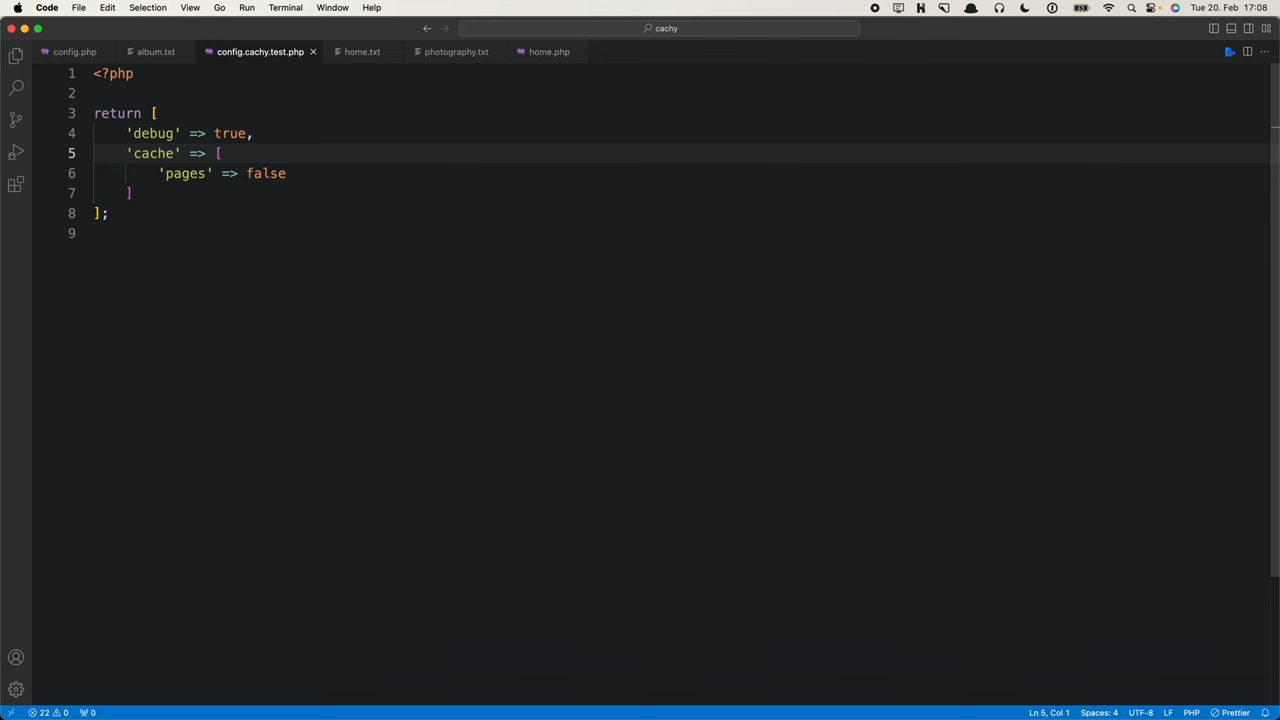 Code File Edit Selection View Go Run Terminal Window Help Tue 20. Feb 17:08
cachy
config.php album.txt config.cachy.test.php home.txt photography.txt home.php
1 <?php
2
3 return [
4 'debug' => true,
5 'cache' => [
6 'pages' => false
7 ]
8 ];
9
22 0 0 Ln 5, Col 1 Spaces: 4 UTF-8 LF PHP Prettier